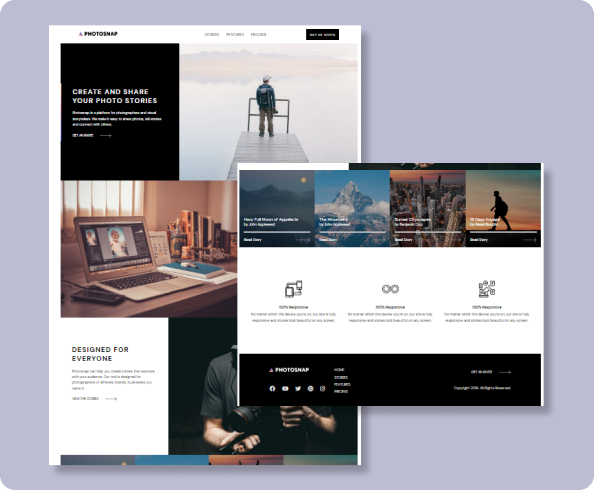 PHOTOSNAP
STORIES FEATURES PRICING
GET AN INVITE
CREATE AND SHARE
YOUR PHOTO STORIES
Photosnap is a platform for photographers and visual
storytellers. We make it easy to share photos, tell stories
and connect with others.
GET AN INVITE
DESIGNED FOR
EVERYONE
Photosnap can help you create stories that resonate
with your audience. Our tool is designed for
photographers of all levels, brands, businesses you
name it.
VIEW THE STORIES
Hazy Full Moon of Appalachia
by John Appleseed
Read Story
The Mountains
by John Appleseed
Read Story
Sunset Cityscapes
by Benjamin Cruz
Read Story
18 Days Voyage
Read Story
100% Responsive
No matter which the device you're on, our site is fully
responsive and stories look beautiful on any screen
100% Responsive
No matter which the device you're on, our site is fully
responsive and stories look beautiful on any screen
100% Responsive
No matter which the device you're on, our site is fully
responsive and stories look beautiful on any screen
PHOTOSNAP
HOME
STORIES
FEATURES
PRICING
GET AN INVITE
Copyright 2019. All Rights Reserved.